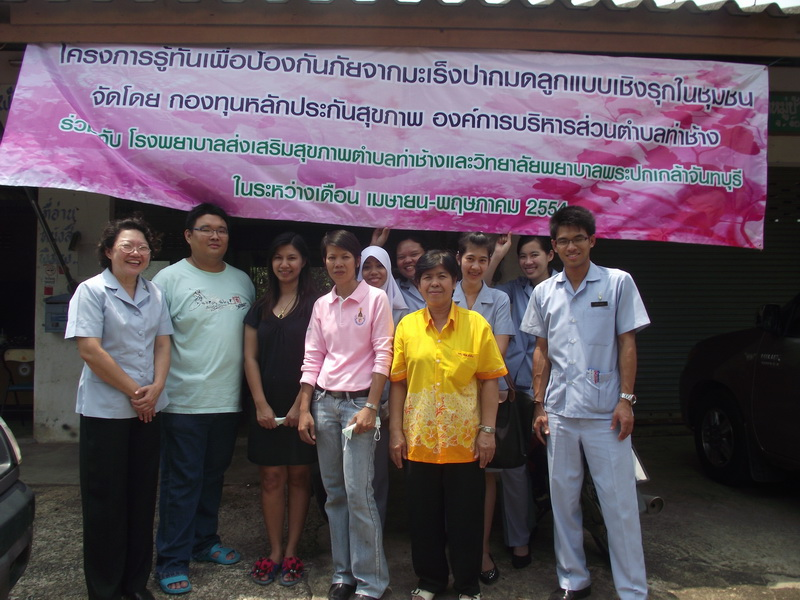 โครงการรู้ทันเพื่อป้องกันภัยจากมะเร็งปากมดลูกแบบเชิงรุกในชุมชน
จัดโดย กองทุนหลักประกันสุขภาพ องค์การบริหารส่วนตำบลท่าช้าง
ร่วมกับ โรงพยาบาลส่งเสริมสุขภาพตำบลท่าช้างและวิทยาลัยพยาบาลพระปกเกล้าจันทบุรี
ในระหว่างเดือน เมษายน-พฤษภาคม 2554
ที่อ่าน